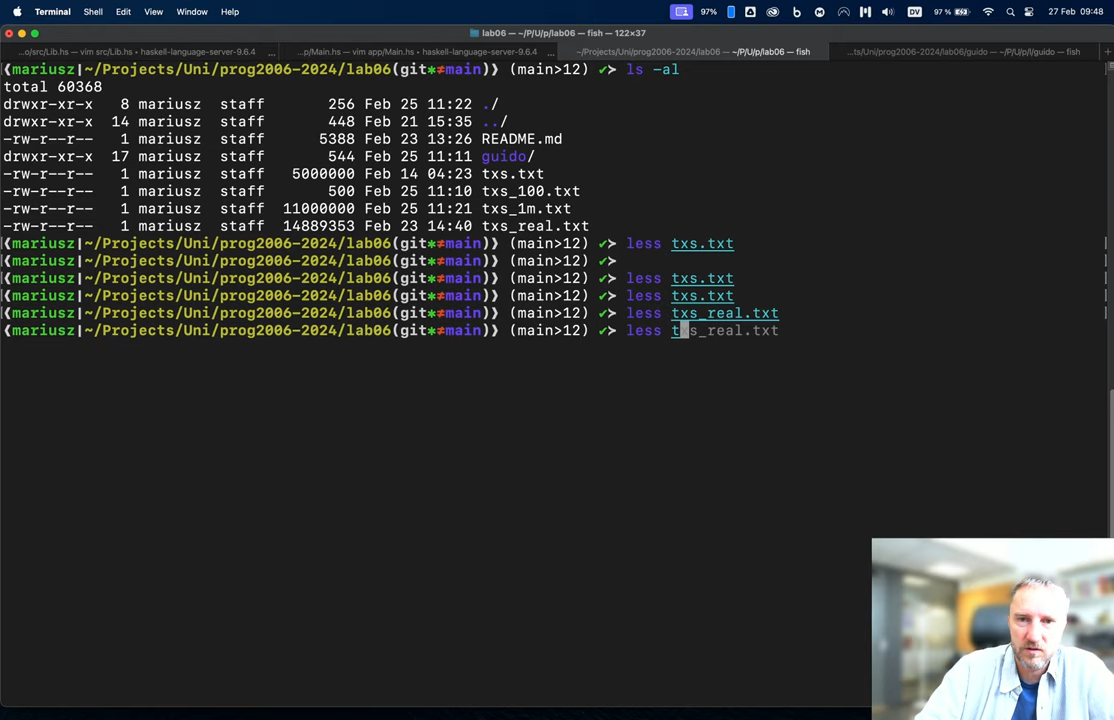 Terminal Shell Edit View Window Help 97% DV 97 % 27 Feb 09:48
lab06 — ~/P/U/p/lab06 — fish — 122×37
...o/src/Lib.hs — vim src/Lib.hs • haskell-language-server-9.6.4 ... ...p/Main.hs — vim app/Main.hs • haskell-language-server-9.6.4 ... ~/Projects/Uni/prog2006-2024/lab06 — ~/P/U/p/lab06 — fish ...ts/Uni/prog2006-2024/lab06/guido — ~/P/U/p/l/guido — fish +
❨mariusz|~/Projects/Uni/prog2006-2024/lab06(git✱≠main)❩ (main>12) ✔≻ ls -al
total 60368
drwxr-xr-x 8 mariusz staff 256 Feb 25 11:22 ./
drwxr-xr-x 14 mariusz staff 448 Feb 21 15:35 ../
-rw-r--r-- 1 mariusz staff 5388 Feb 23 13:26 README.md
drwxr-xr-x 17 mariusz staff 544 Feb 25 11:11 guido/
-rw-r--r-- 1 mariusz staff 5000000 Feb 14 04:23 txs.txt
-rw-r--r-- 1 mariusz staff 500 Feb 25 11:10 txs_100.txt
-rw-r--r-- 1 mariusz staff 11000000 Feb 25 11:21 txs_1m.txt
-rw-r--r-- 1 mariusz staff 14889353 Feb 23 14:40 txs_real.txt
❨mariusz|~/Projects/Uni/prog2006-2024/lab06(git✱≠main)❩ (main>12) ✔≻ less txs.txt
❨mariusz|~/Projects/Uni/prog2006-2024/lab06(git✱≠main)❩ (main>12) ✔≻
❨mariusz|~/Projects/Uni/prog2006-2024/lab06(git✱≠main)❩ (main>12) ✔≻ less txs.txt
❨mariusz|~/Projects/Uni/prog2006-2024/lab06(git✱≠main)❩ (main>12) ✔≻ less txs.txt
❨mariusz|~/Projects/Uni/prog2006-2024/lab06(git✱≠main)❩ (main>12) ✔≻ less txs_real.txt
❨mariusz|~/Projects/Uni/prog2006-2024/lab06(git✱≠main)❩ (main>12) ✔≻ less txs_real.txt